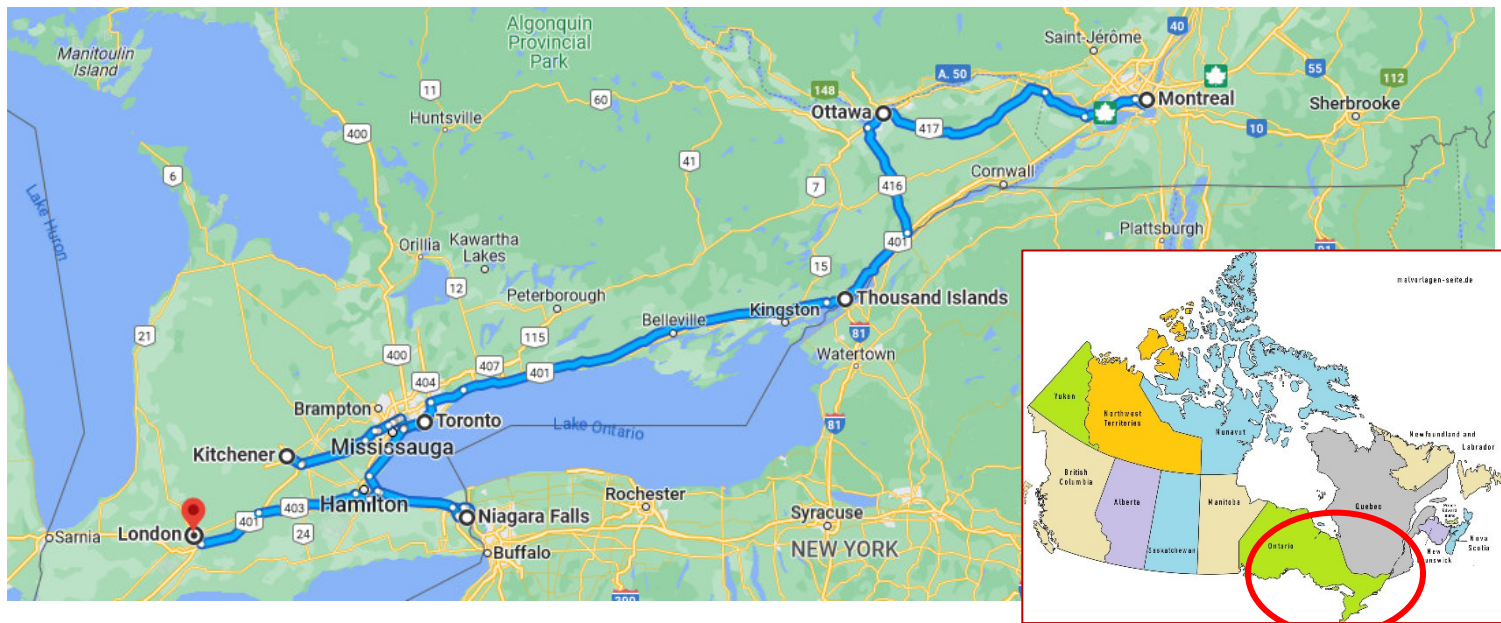 Algonquin
Provincial
Park
Manitoulin
Island
Saint-Jérôme
40
A. 50
55
148
112
11
60
Ottawa
Montreal
Sherbrooke
Huntsville
417
400
10
41
Cornwall
6
7
416
Lake Huron
Plattsburgh
401
Orillia
Kawartha
Lakes
15
91
12
Peterborough
Thousand Islands
Kingston
Belleville
21
115
81
400
407
Watertown
404
401
Brampton
Toronto
Lake Ontario
81
Mississauga
Kitchener
Rochester
Hamilton
403
Syracuse
401
Niagara Falls
London
24
Sarnia
Buffalo
NEW YORK
390
malvorlagen-seite.de
Yukon
Northwest
Territories
Nunavut
Newfoundland and
Labrador
British
Columbia
Alberta
Manitoba
Quebec
Prince
Edward
Saskatchewan
Ontario
Nova
Scotia
New